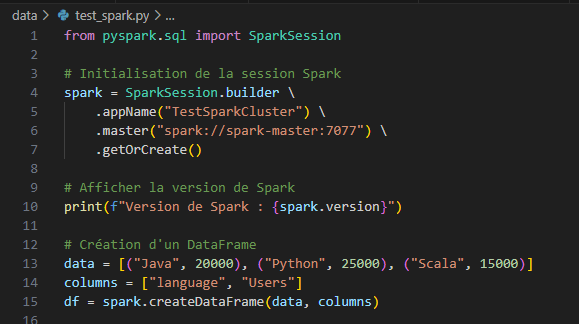 data > test_spark.py > ...
1 from pyspark.sql import SparkSession
2
3 # Initialisation de la session Spark
4 spark = SparkSession.builder \
5     .appName("TestSparkCluster") \
6     .master("spark://spark-master:7077") \
7     .getOrCreate()
8
9 # Afficher la version de Spark
10 print(f"Version de Spark : {spark.version}")
11
12 # Création d'un DataFrame
13 data = [("Java", 20000), ("Python", 25000), ("Scala", 15000)]
14 columns = ["language", "Users"]
15 df = spark.createDataFrame(data, columns)
16